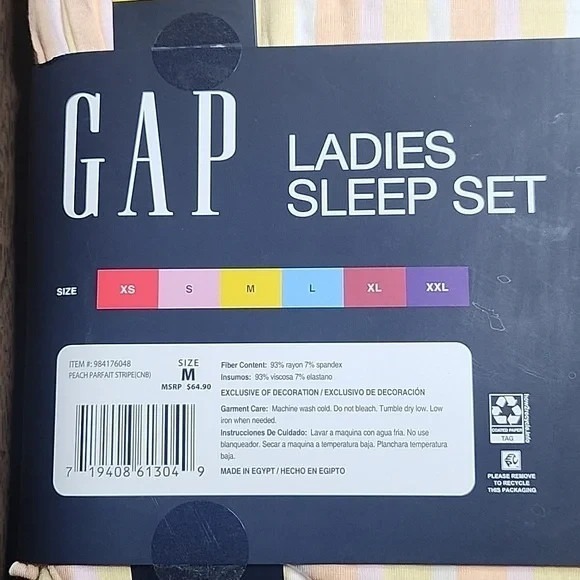 GAP
LADIES
SLEEP SET
SIZE XS S M L XL XXL
ITEM #: 984176048
PEACH PARFAIT STRIPE(CNB)
SIZE
M
MSRP $64.90
7 19408 61304 9
Fiber Content: 93% rayon 7% spandex
Insumos: 93% viscosa 7% elastano
EXCLUSIVE OF DECORATION / EXCLUSIVO DE DECORACIÓN
Garment Care: Machine wash cold. Do not bleach. Tumble dry low. Low
iron when needed.
Instrucciones De Cuidado: Lavar a maquina con agua fria. No use
blanqueador. Secar a maquina a temperatura baja. Planchara temperatura
baja.
MADE IN EGYPT / HECHO EN EGIPTO
how2recycle.info
COATED PAPER
TAG
PLEASE REMOVE
TO RECYCLE
THIS PACKAGING